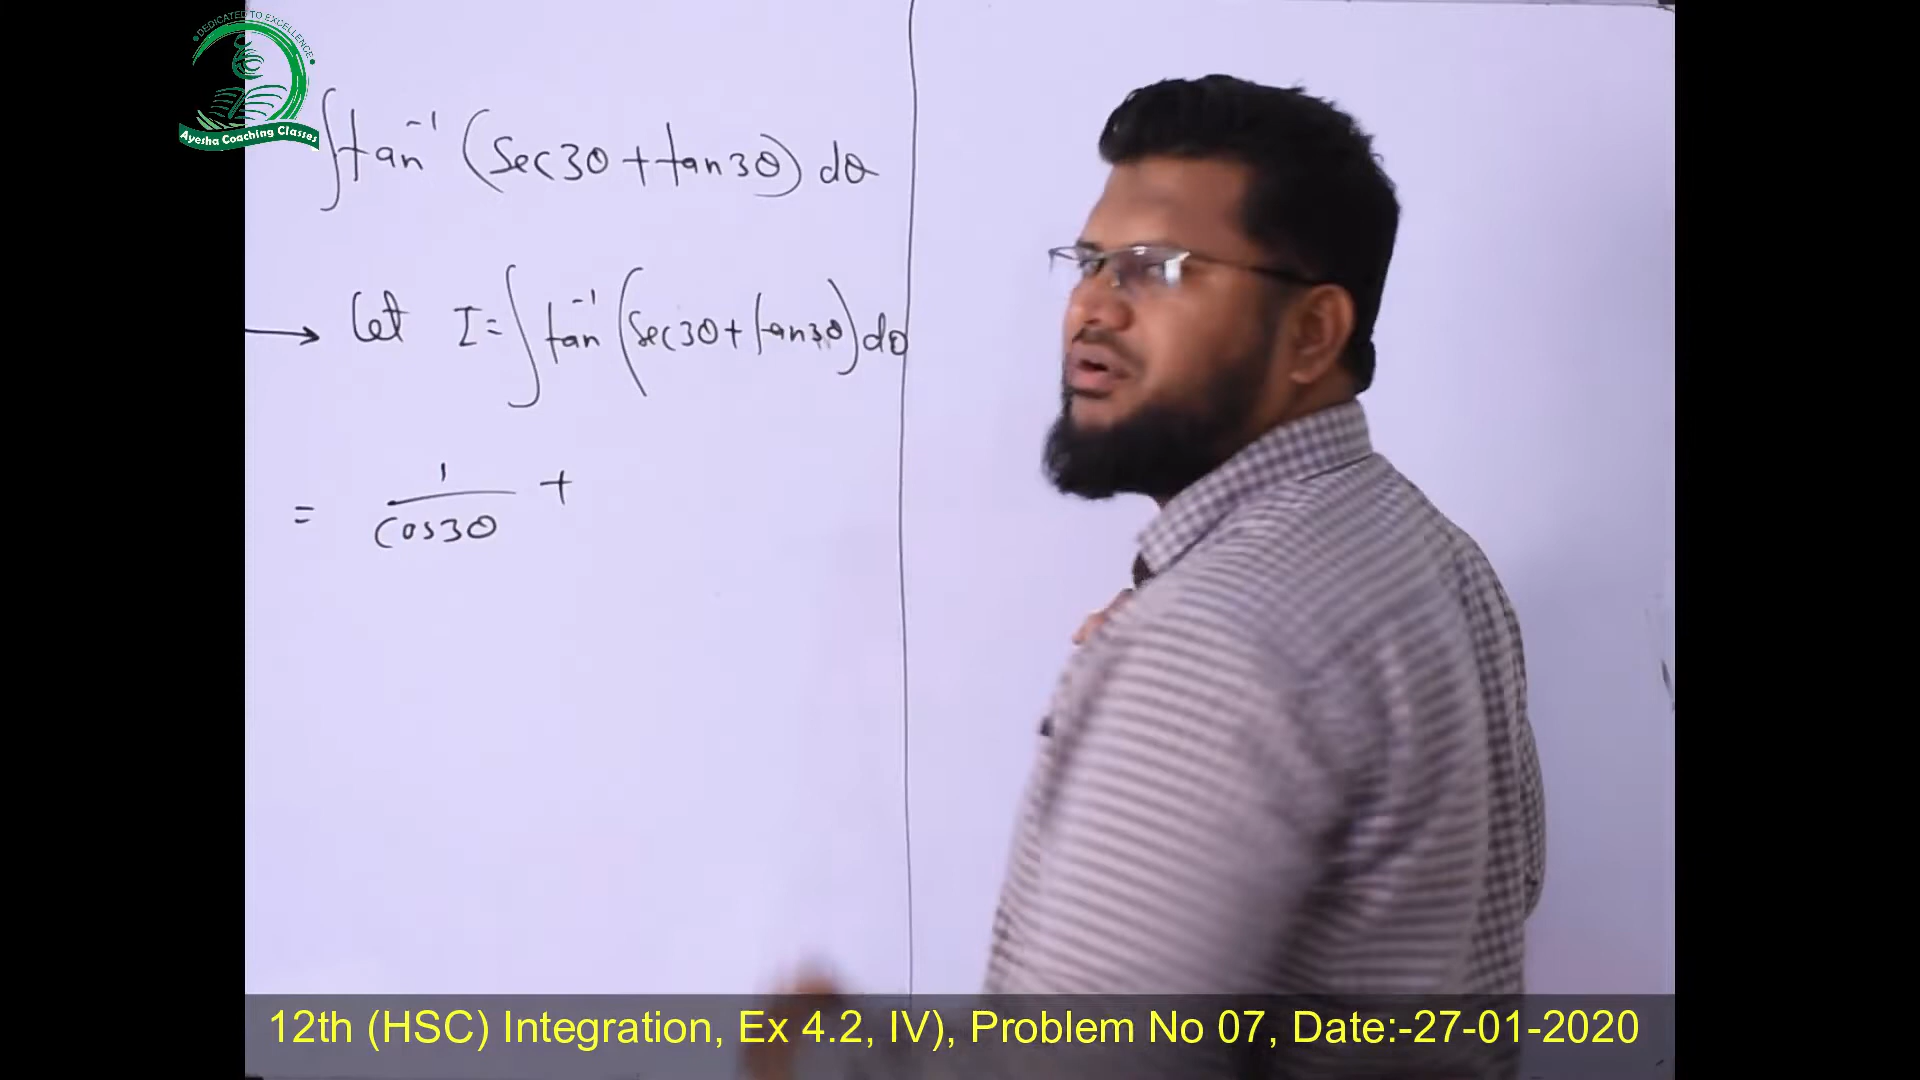 DEDICATED TO EXCELLENCE
Ayesha Coaching Classes
∫tan⁻¹ (Sec3θ + tan3θ) dθ
→ Let I = ∫tan⁻¹ (Sec3θ + tan3θ) dθ
= 1/cos3θ +
12th (HSC) Integration, Ex 4.2, IV), Problem No 07, Date:-27-01-2020